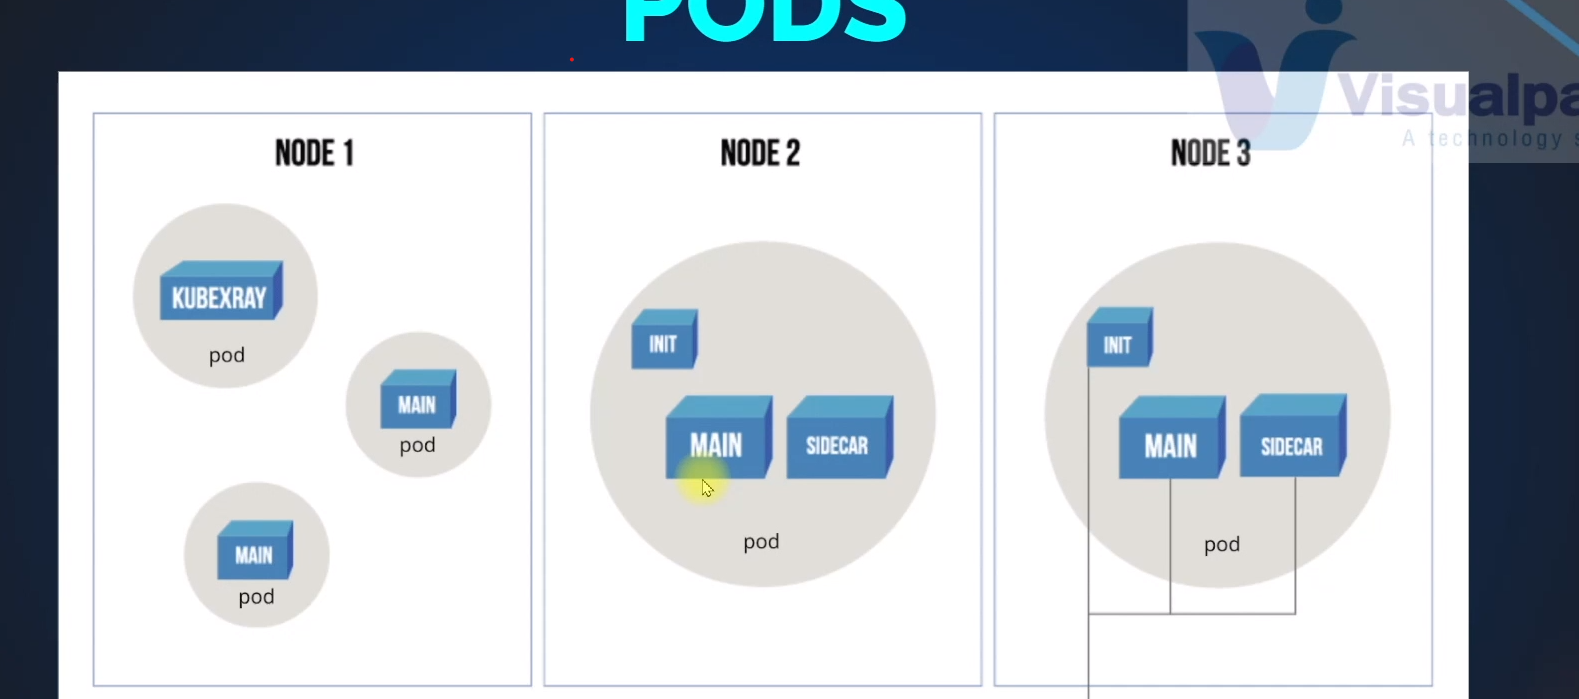 PODS
Visualpa
A technology s
NODE 1
NODE 2
NODE 3
KUBEXRAY
pod
MAIN
pod
MAIN
pod
INIT
MAIN
SIDECAR
pod
INIT
MAIN
SIDECAR
pod